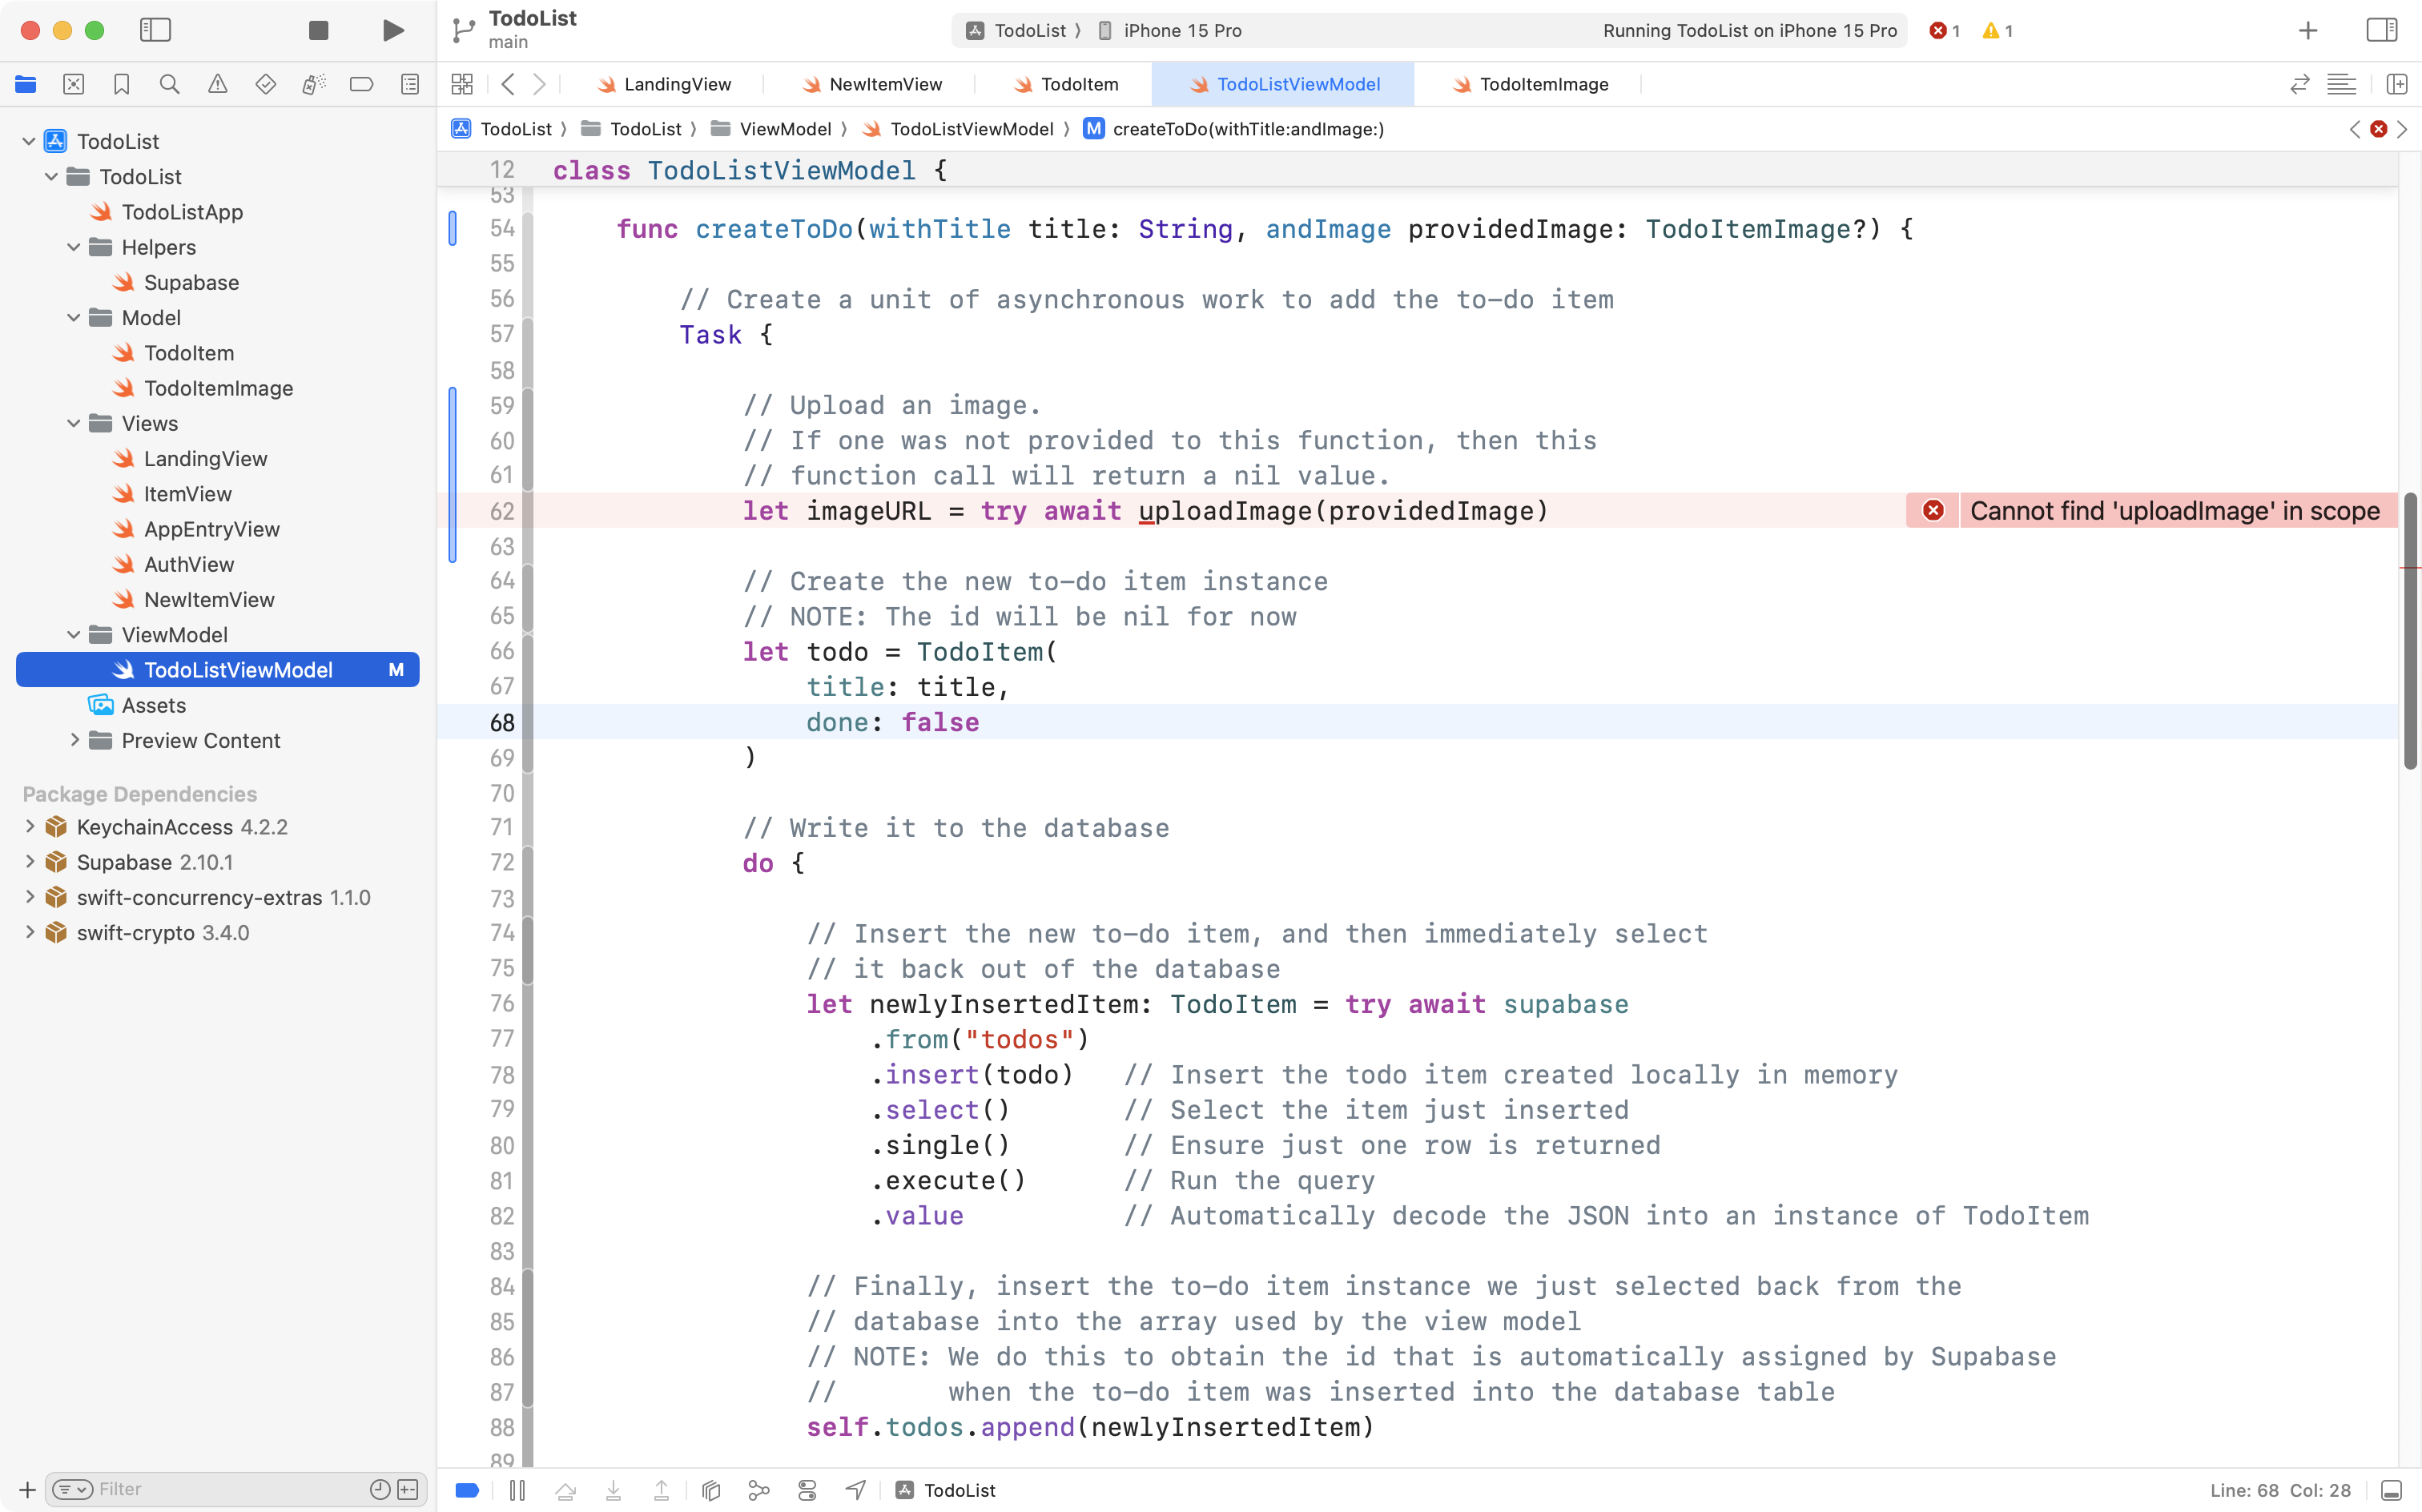 TodoList
main
TodoList
iPhone 15 Pro
Running TodoList on iPhone 15 Pro
1
1
LandingView
NewItemView
TodoItem
TodoListViewModel
TodoItemImage
TodoList
TodoList
ViewModel
TodoListViewModel
M createToDo(withTitle:andImage:)
TodoList
TodoList
TodoListApp
Helpers
Supabase
Model
TodoItem
TodoItemImage
Views
LandingView
ItemView
AppEntryView
AuthView
NewItemView
ViewModel
TodoListViewModel M
Assets
Preview Content
Package Dependencies
KeychainAccess 4.2.2
Supabase 2.10.1
swift-concurrency-extras 1.1.0
swift-crypto 3.4.0
Filter
12 class TodoListViewModel {
53
54 func createToDo(withTitle title: String, andImage providedImage: TodoItemImage?) {
55
56 // Create a unit of asynchronous work to add the to-do item
57 Task {
58
59 // Upload an image.
60 // If one was not provided to this function, then this
61 // function call will return a nil value.
62 let imageURL = try await uploadImage(providedImage) Cannot find 'uploadImage' in scope
63
64 // Create the new to-do item instance
65 // NOTE: The id will be nil for now
66 let todo = TodoItem(
67 title: title,
68 done: false
69 )
70
71 // Write it to the database
72 do {
73
74 // Insert the new to-do item, and then immediately select
75 // it back out of the database
76 let newlyInsertedItem: TodoItem = try await supabase
77 .from("todos")
78 .insert(todo) // Insert the todo item created locally in memory
79 .select() // Select the item just inserted
80 .single() // Ensure just one row is returned
81 .execute() // Run the query
82 .value // Automatically decode the JSON into an instance of TodoItem
83
84 // Finally, insert the to-do item instance we just selected back from the
85 // database into the array used by the view model
86 // NOTE: We do this to obtain the id that is automatically assigned by Supabase
87 // when the to-do item was inserted into the database table
88 self.todos.append(newlyInsertedItem)
89
TodoList
Line: 68 Col: 28